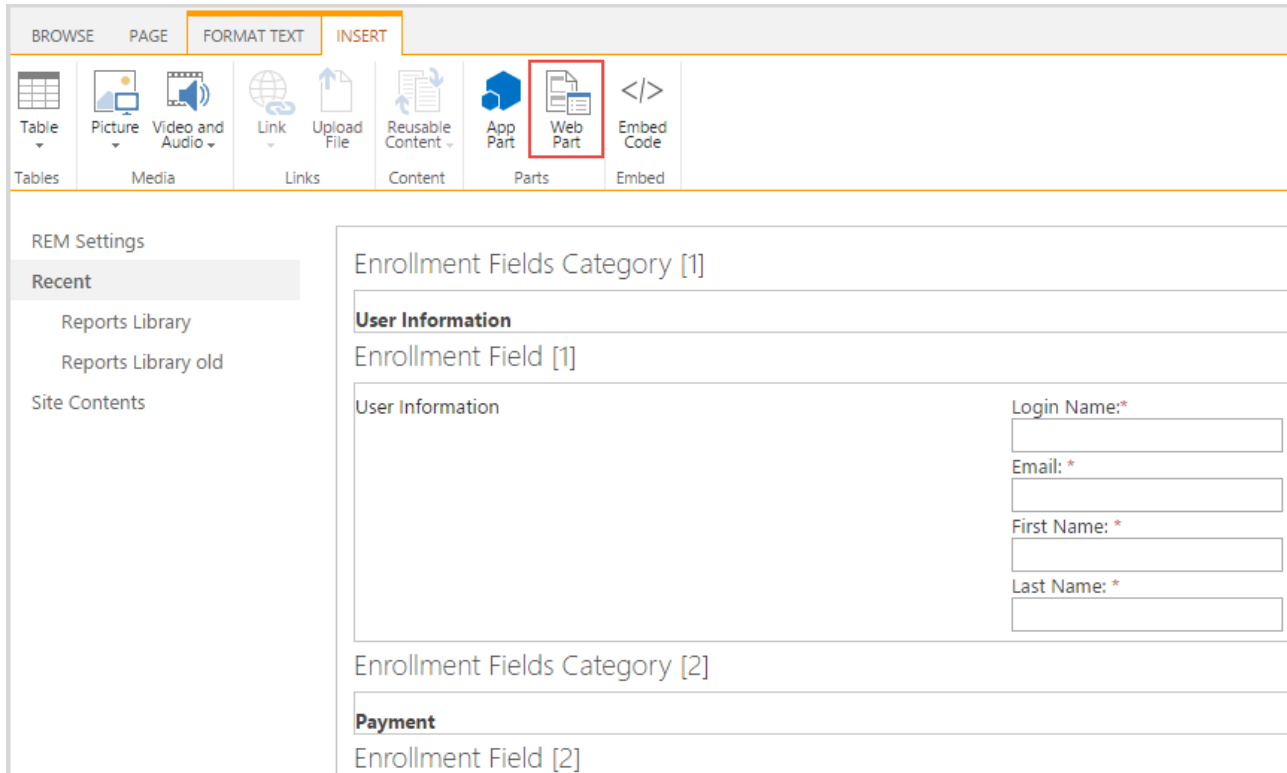 BROWSE PAGE FORMAT TEXT INSERT
Table Picture Video and Audio Link Upload File Reusable Content App Part Web Part Embed Code
Tables Media Links Content Parts Embed
REM Settings
Recent
Reports Library
Reports Library old
Site Contents
Enrollment Fields Category [1]
User Information
Enrollment Field [1]
User Information
Login Name:*
Email: *
First Name: *
Last Name: *
Enrollment Fields Category [2]
Payment
Enrollment Field [2]